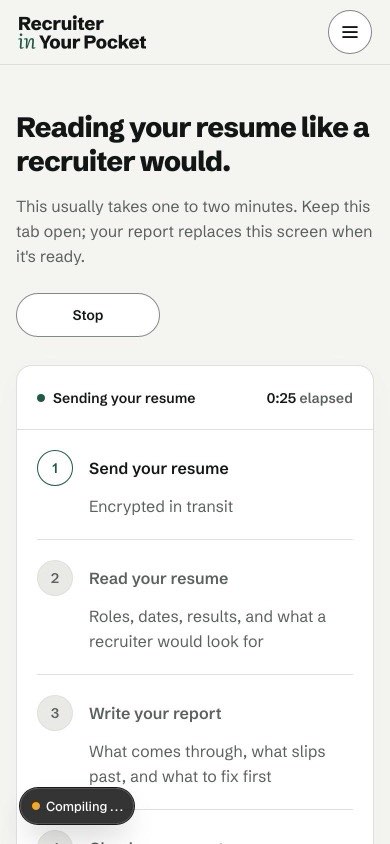 Recruiter
in Your Pocket
Reading your resume like a
recruiter would.
This usually takes one to two minutes. Keep this
tab open; your report replaces this screen when
it's ready.
Stop
Sending your resume 0:25 elapsed
1 Send your resume
Encrypted in transit
2 Read your resume
Roles, dates, results, and what a
recruiter would look for
3 Write your report
What comes through, what slips
past, and what to fix first
Compiling ...